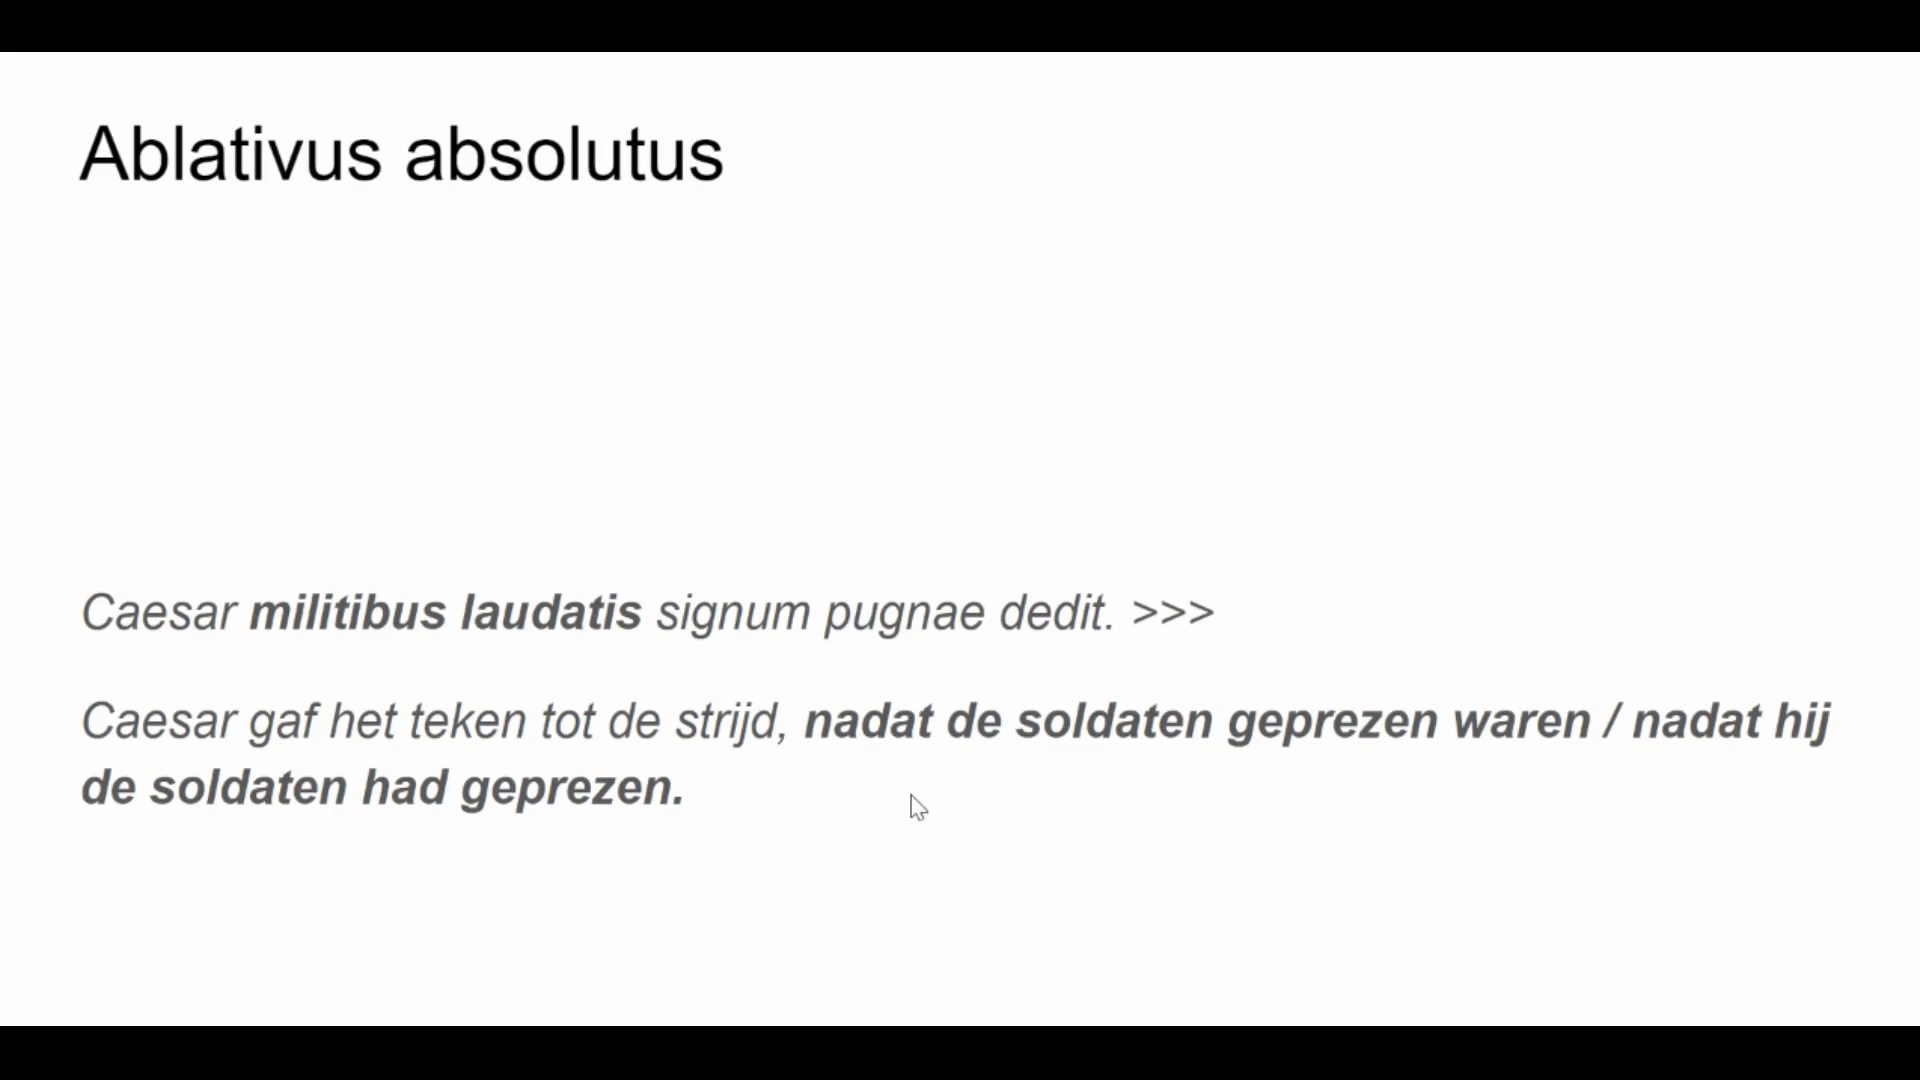 Ablativus absolutus
Caesar militibus laudatis signum pugnae dedit. >>>
Caesar gaf het teken tot de strijd, nadat de soldaten geprezen waren / nadat hij
de soldaten had geprezen.